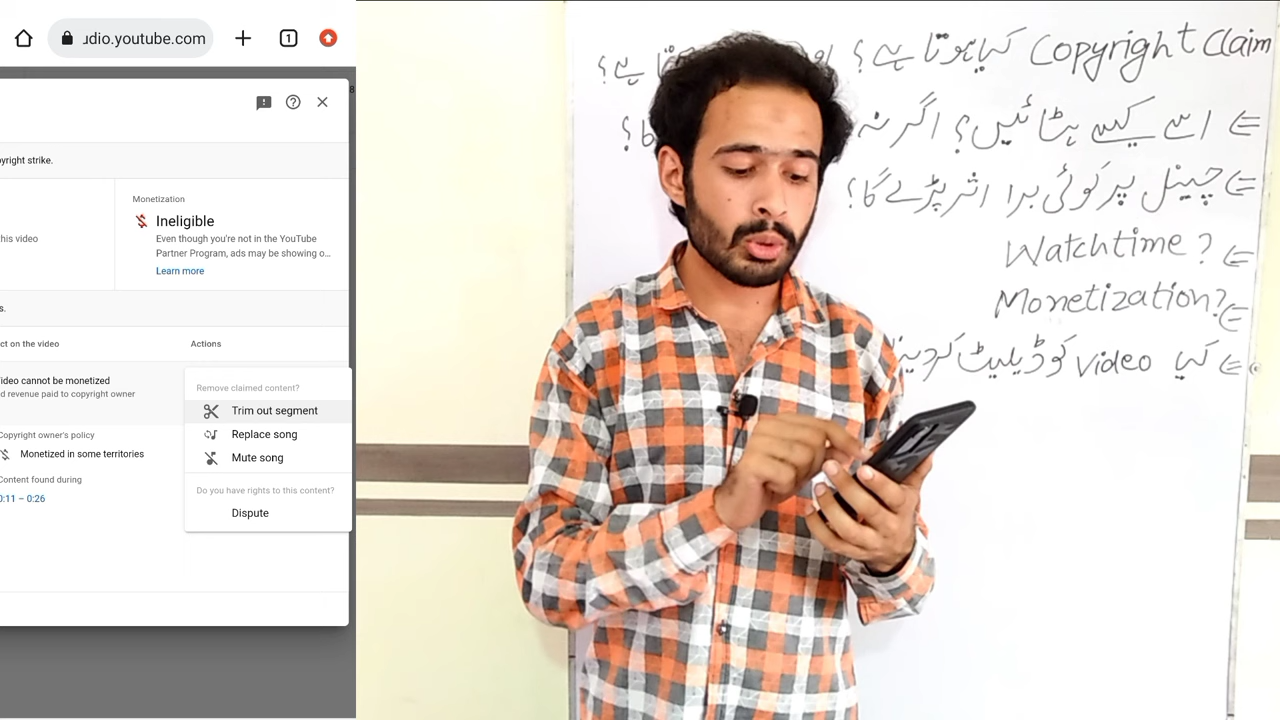 udio.youtube.com
1
8
yright strike.
Monetization
Ineligible
his video
Even though you're not in the YouTube
Partner Program, ads may be showing o...
Learn more
s.
ct on the video
Actions
ideo cannot be monetized
d revenue paid to copyright owner
Remove claimed content?
Trim out segment
Replace song
Mute song
Copyright owner's policy
Monetized in some territories
Content found during
0:11 – 0:26
Do you have rights to this content?
Dispute
Copyright Claim کیا ہوتا ہے؟ ہے؟
اسے کیسے ہٹائیں؟ اگر نہ
چینل پر کوئی برا اثر پڑے گا؟
Watchtime?
Monetization?
کیا video کو ڈیلیٹ کردیں